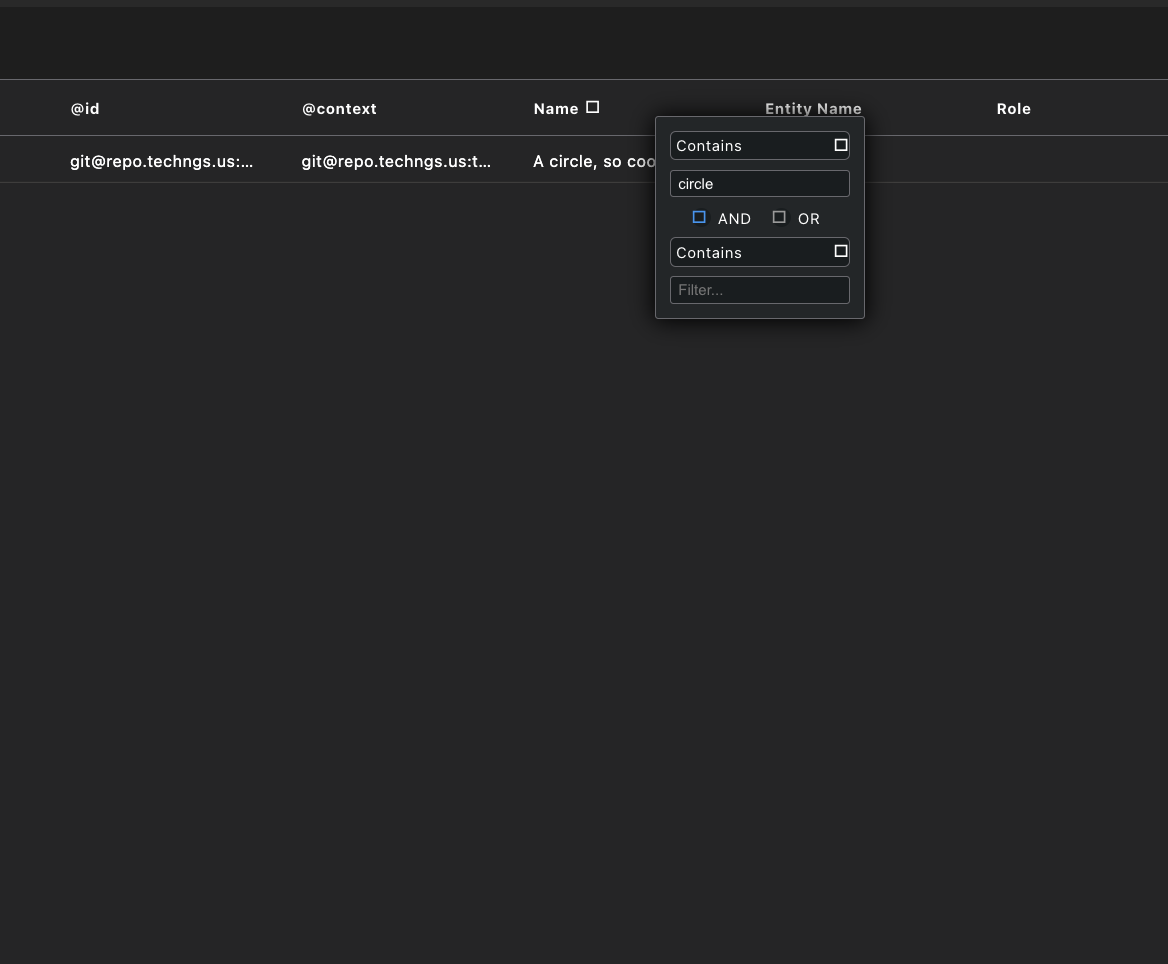 @id @context Name Entity Name Role
git@repo.techngs.us:... git@repo.techngs.us:t... A circle, so coo
Contains
circle
AND OR
Contains
Filter...